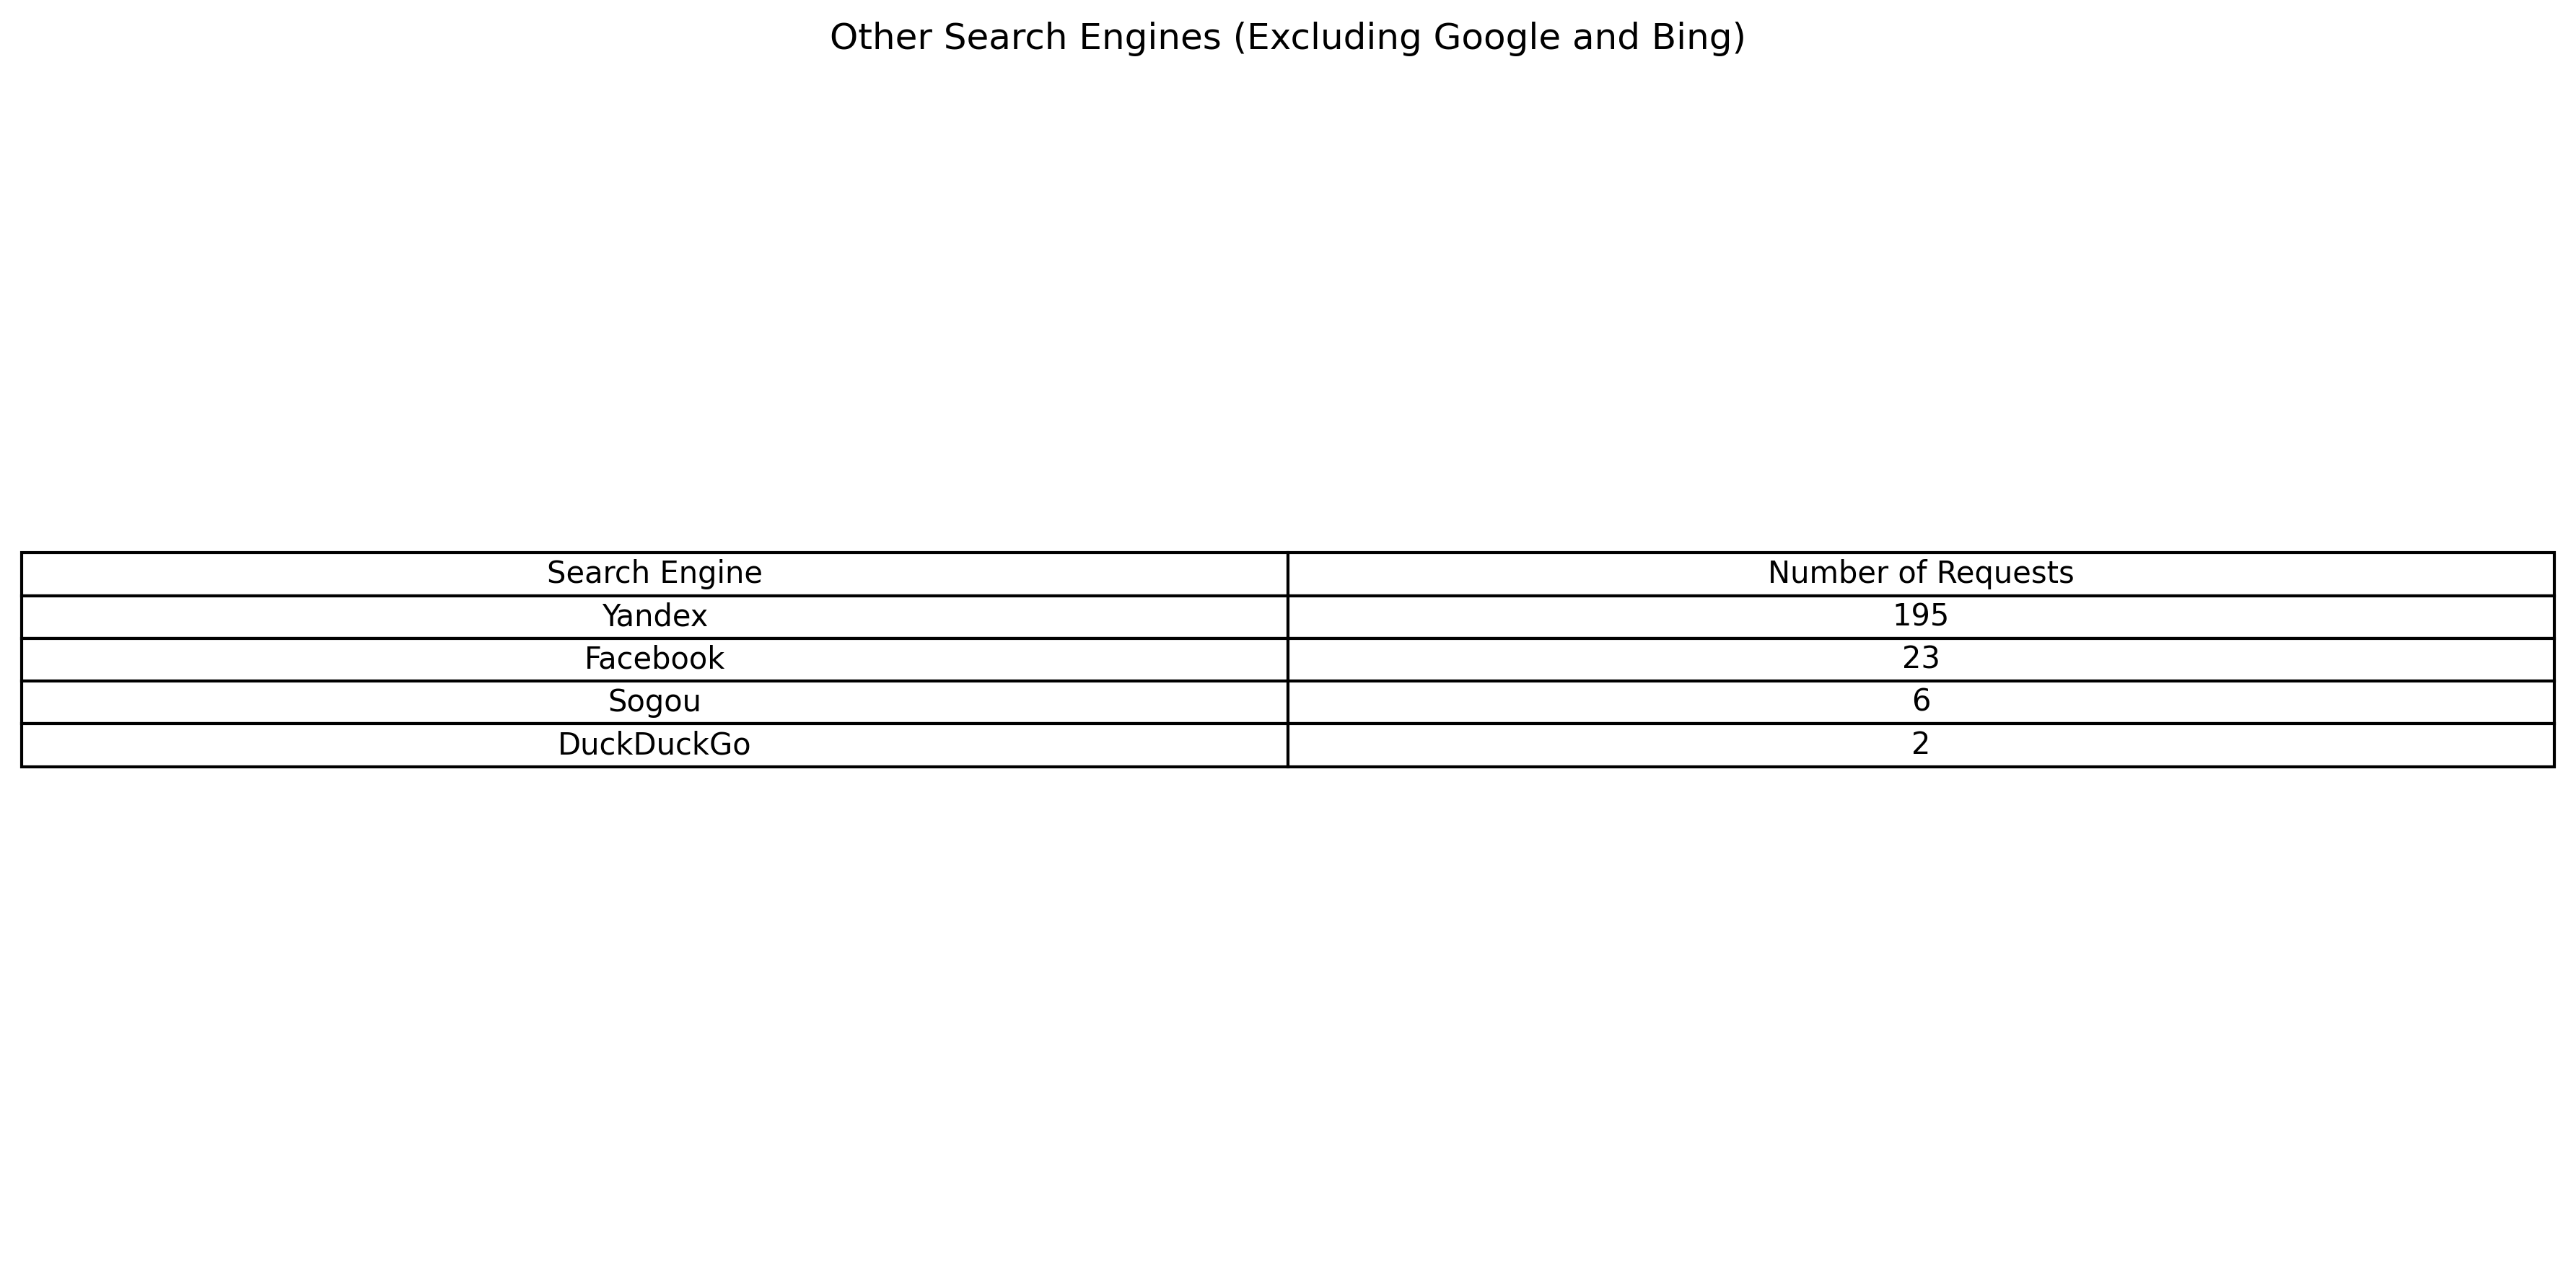 Other Search Engines (Excluding Google and Bing)
Search Engine Number of Requests
Yandex 195
Facebook 23
Sogou 6
DuckDuckGo 2